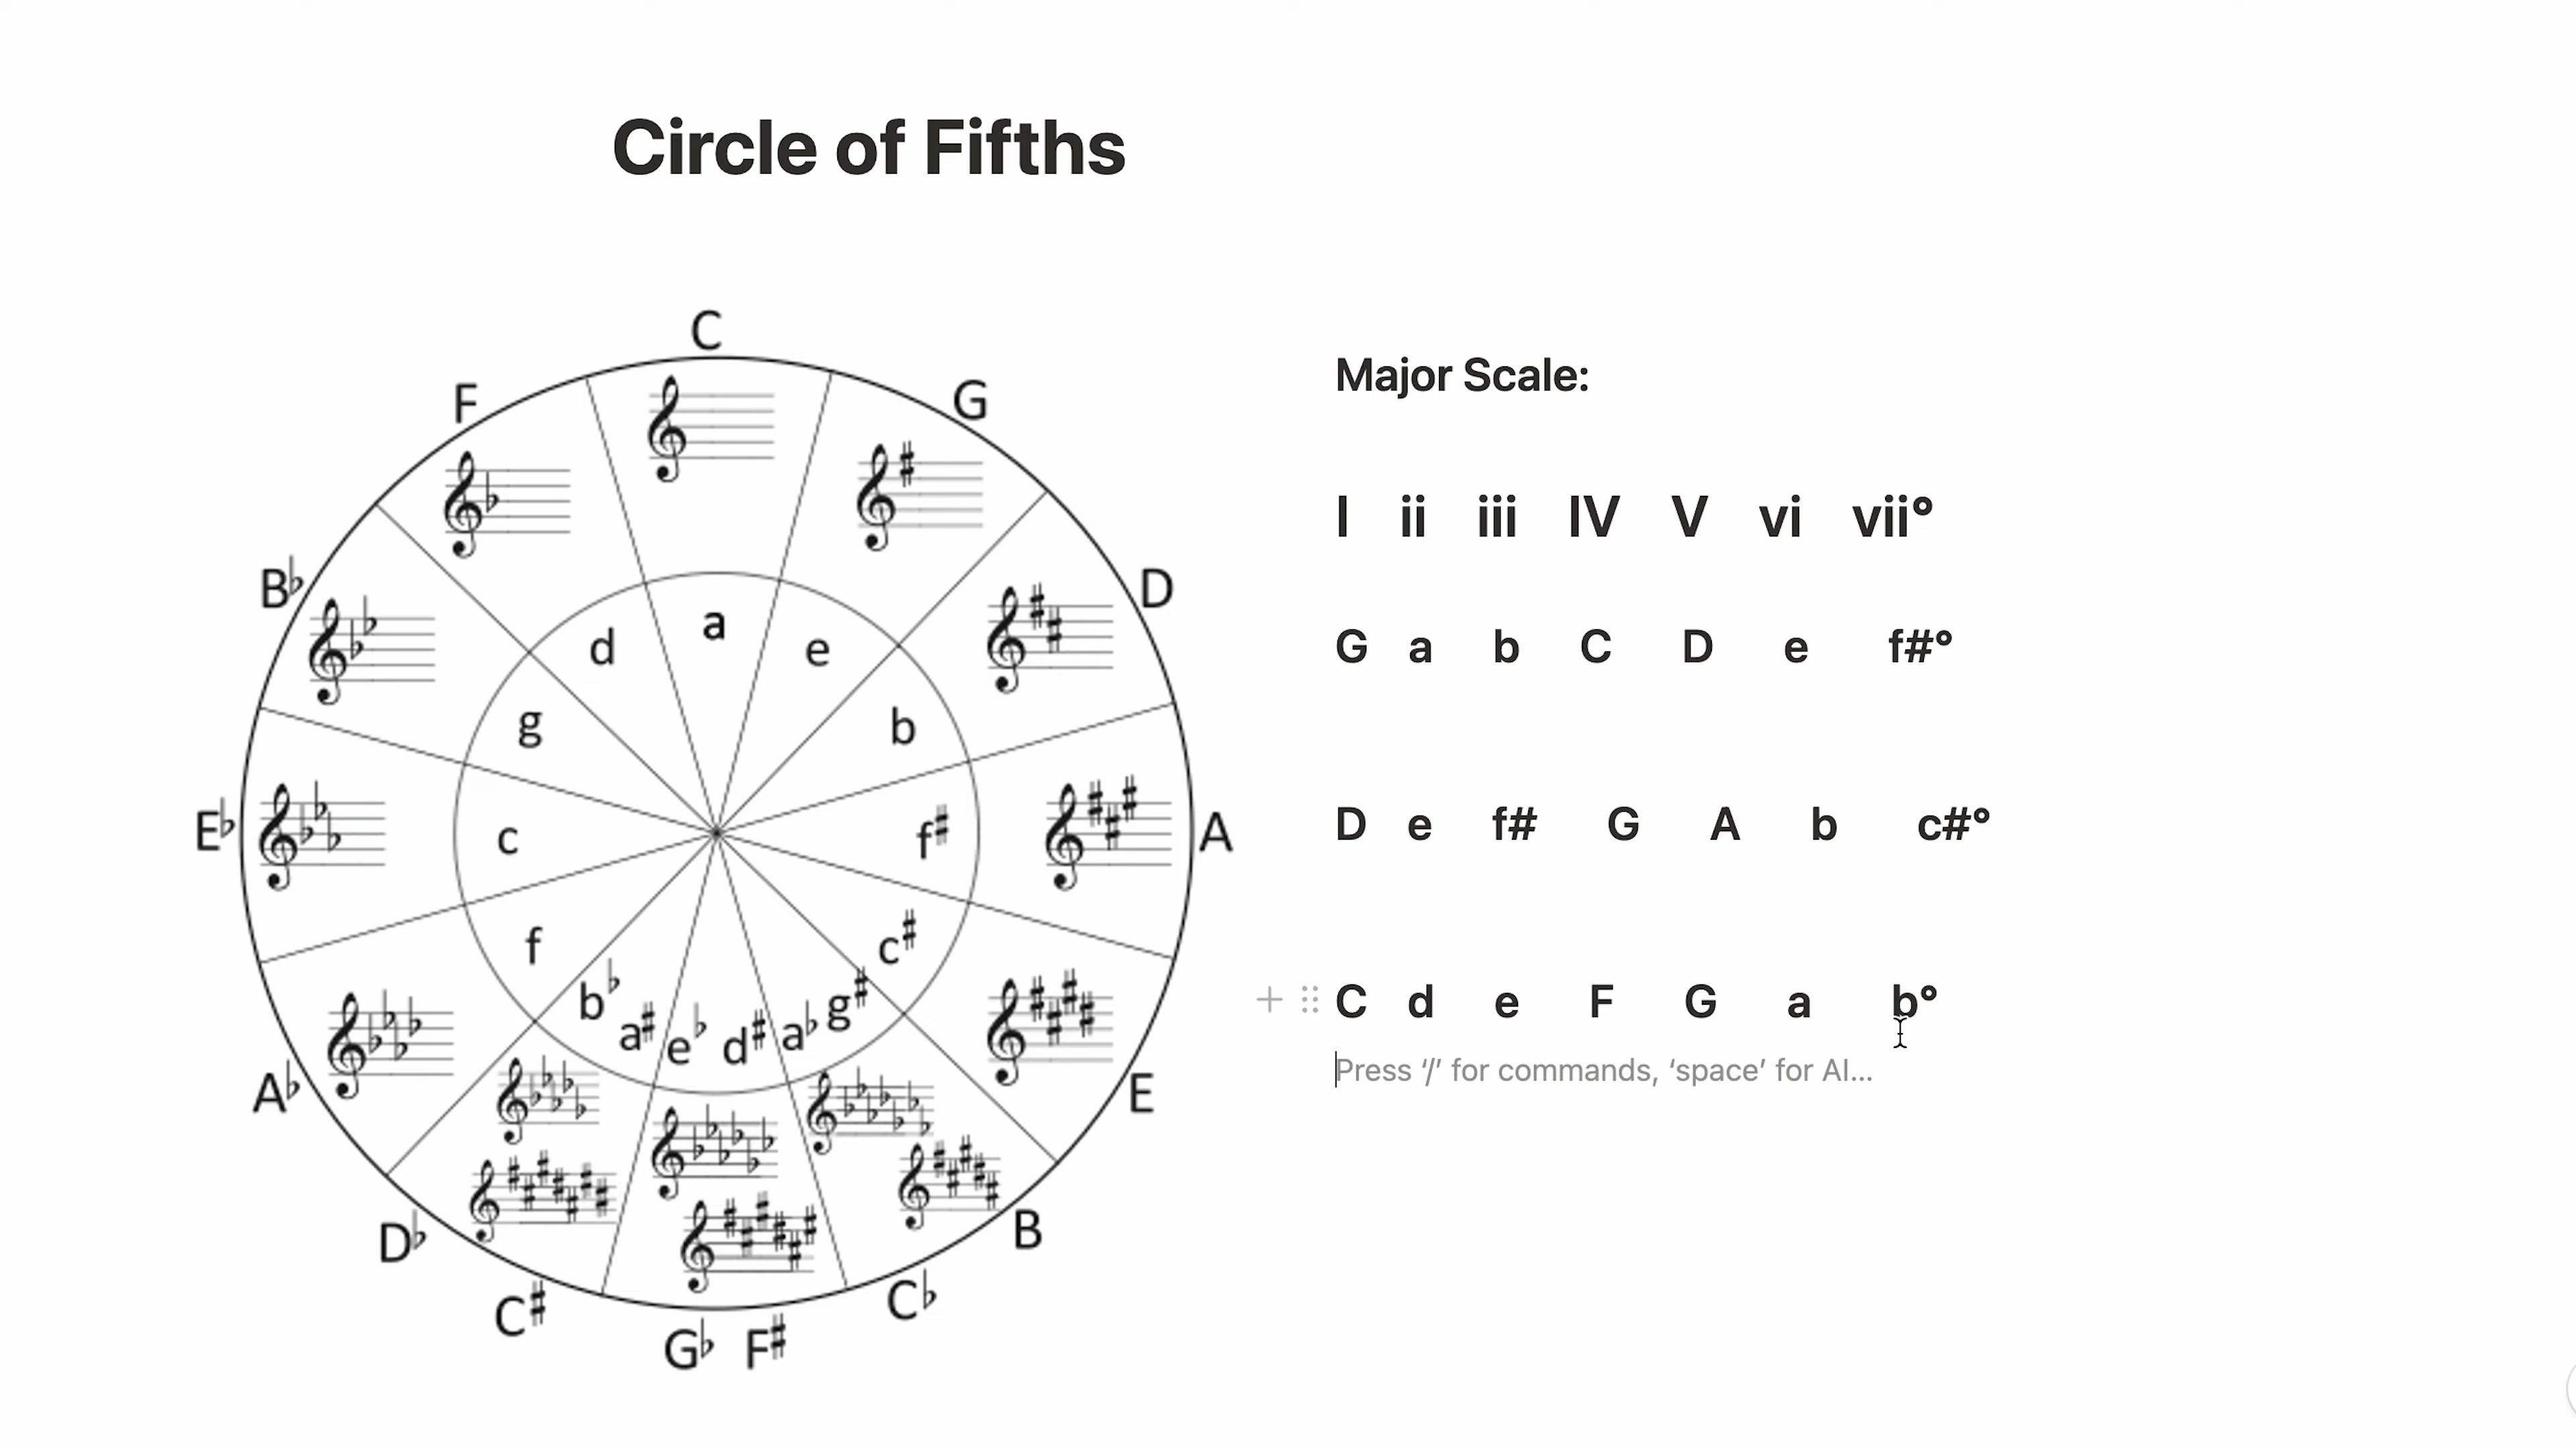 Circle of Fifths
C
F
G
B♭
D
E♭
A
A♭
E
D♭
B
C♯
C♭
G♭ F♯
d a e
g b
c f♯
f c♯
b♭ a♯ e♭ d♯ a♭ g♯
Major Scale:
I ii iii IV V vi vii°
G a b C D e f#°
D e f# G A b c#°
C d e F G a b°
Press ‘/’ for commands, ‘space’ for AI...